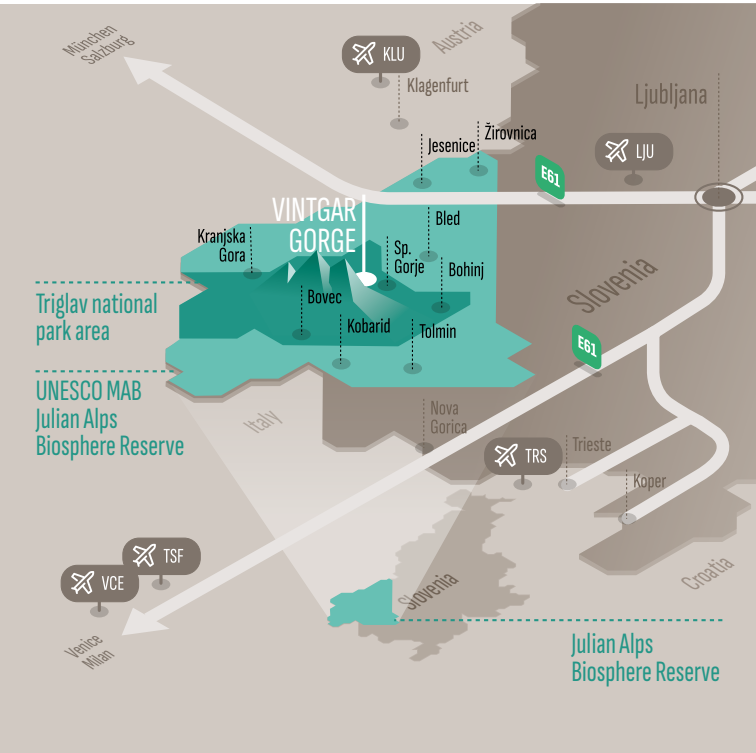 München
Salzburg
Austria
KLU
Klagenfurt
Ljubljana
Žirovnica
Jesenice
LJU
E61
VINTGAR
GORGE
Bled
Kranjska
Gora
Sp.
Gorje
Bohinj
Slovenia
Triglav national
park area
Bovec
Kobarid
Tolmin
E61
UNESCO MAB
Julian Alps
Biosphere Reserve
Italy
Nova
Gorica
TRS
Trieste
Koper
TSF
VCE
Croatia
Slovenia
Venice
Milan
Julian Alps
Biosphere Reserve